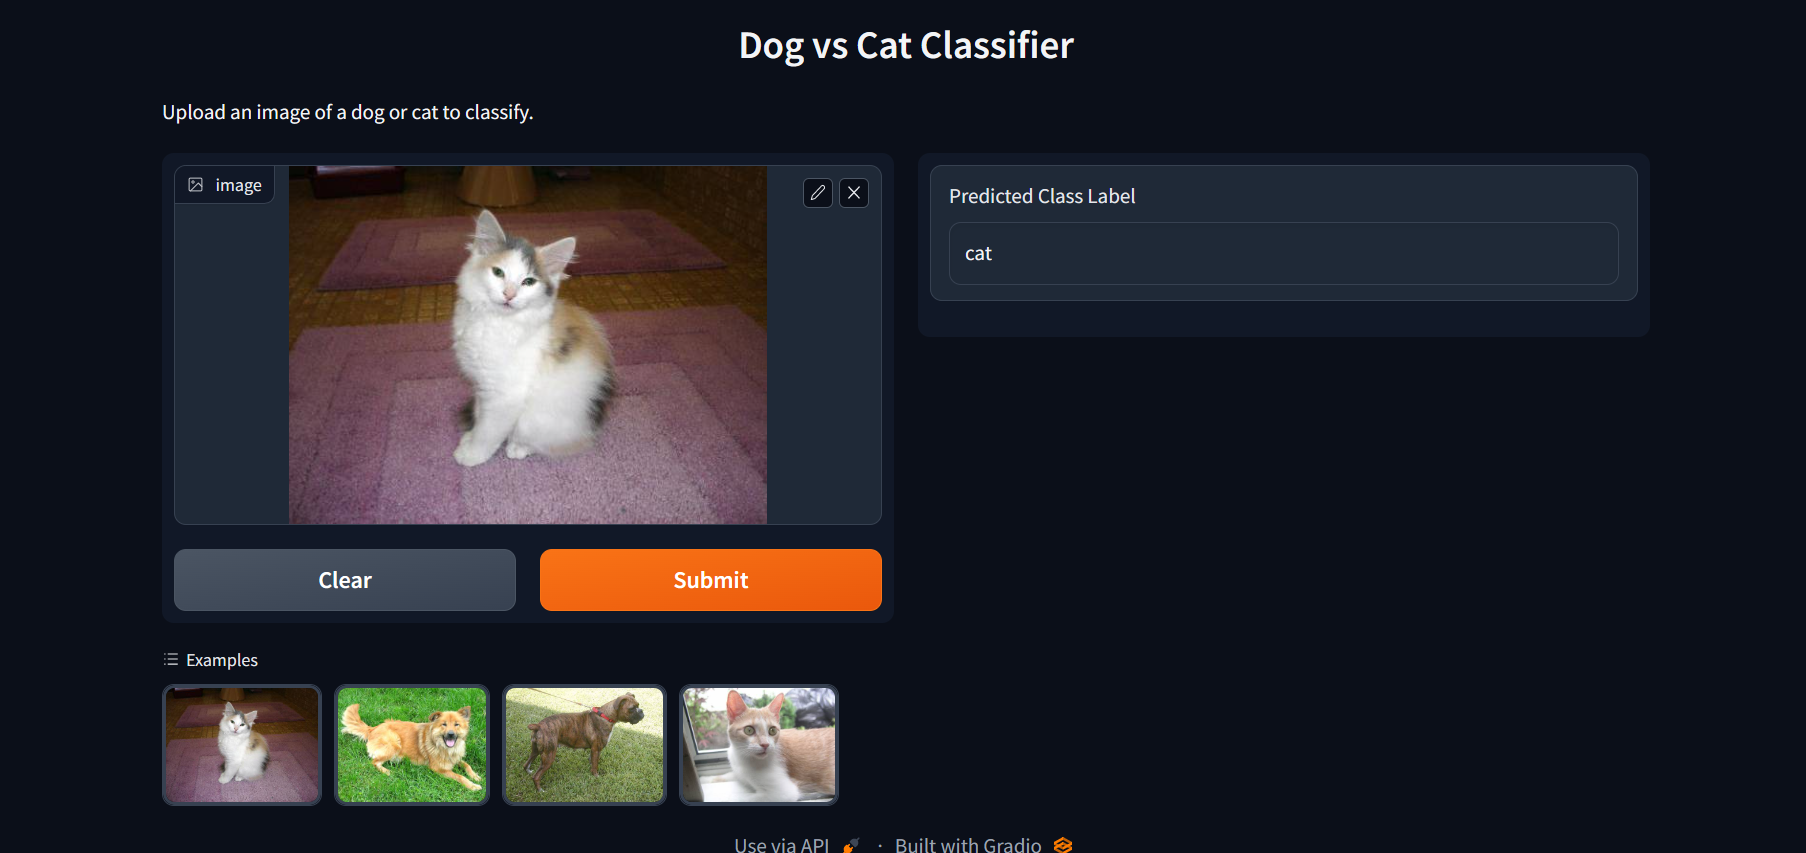 Dog vs Cat Classifier
Upload an image of a dog or cat to classify.
image
Predicted Class Label
cat
Clear
Submit
Examples
Use via API · Built with Gradio